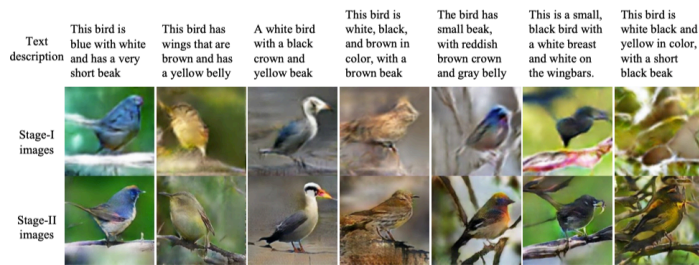 Text
description
This bird is
blue with white
and has a very
short beak
This bird has
wings that are
brown and has
a yellow belly
A white bird
with a black
crown and
yellow beak
This bird is
white, black,
and brown in
color, with a
brown beak
The bird has
small beak,
with reddish
brown crown
and gray belly
This is a small,
black bird with
a white breast
and white on
the wingbars.
This bird is
white black and
yellow in color,
with a short
black beak
Stage-I
images
Stage-II
images